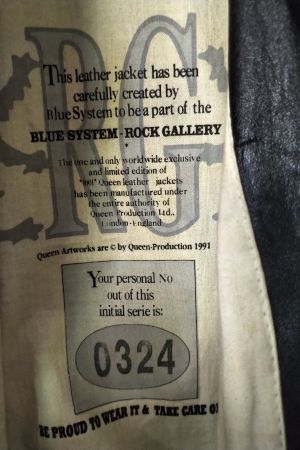 RG
This leather jacket has been
carefully created by
Blue System to be a part of the
BLUE SYSTEM-ROCK GALLERY
*
The one and only worldwide exclusive
and limited edition of
"1001" Queen leather jackets
has been manufactured under
the entire authority of
Queen Production Ltd.,
London-England
Queen Artworks are © by Queen-Production 1991
Your personal No
out of this
initial serie is:
0324
BE PROUD TO WEAR IT & TAKE CARE OF